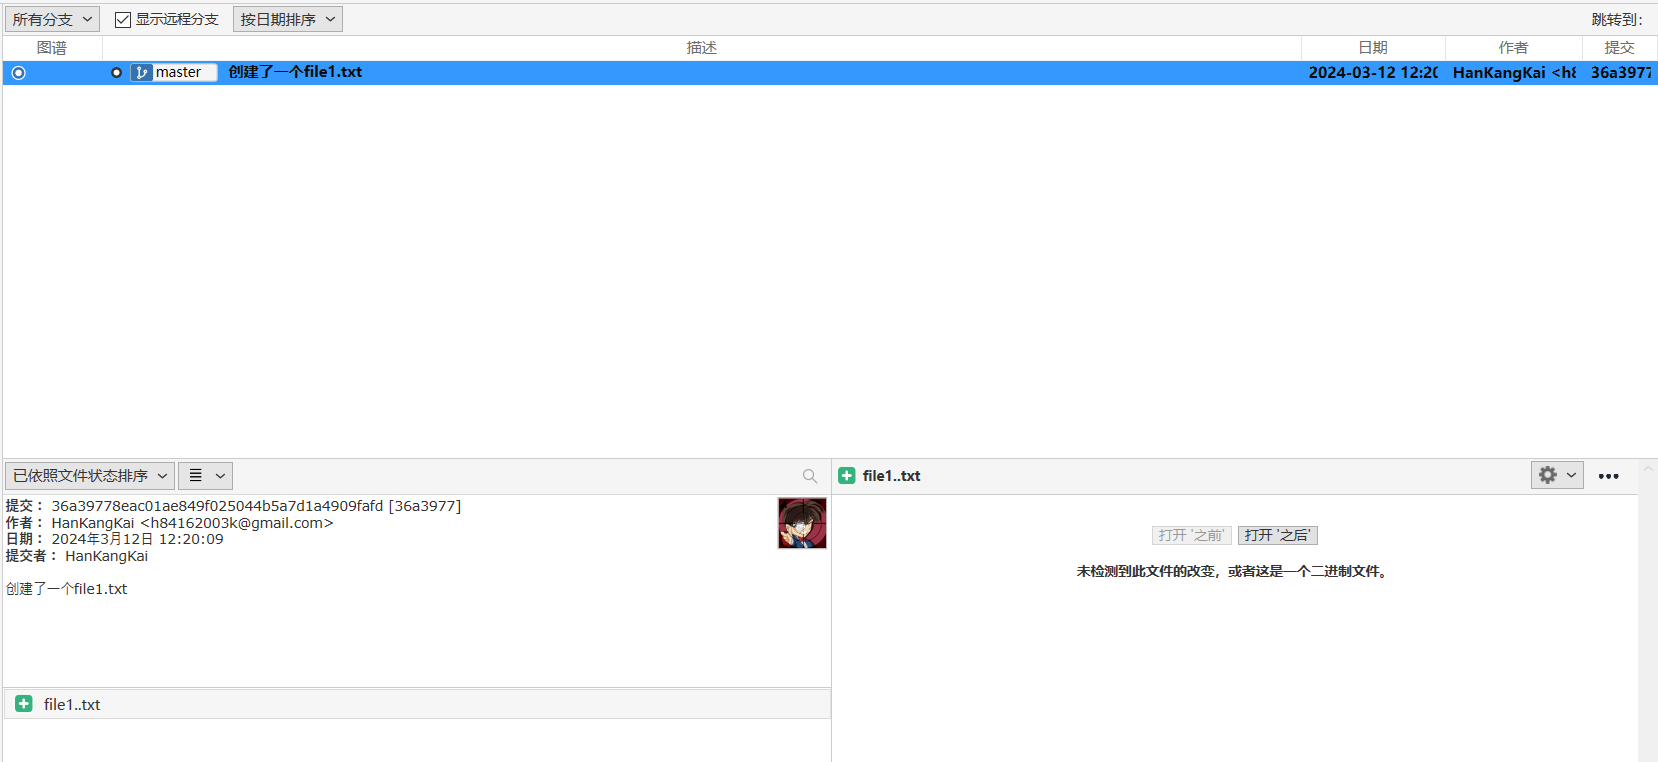 所有分支 显示远程分支 按日期排序 跳转到:
图谱 描述 日期 作者 提交
master 创建了一个file1.txt 2024-03-12 12:20 HanKangKai <h8 36a3977
已依照文件状态排序
提交： 36a39778eac01ae849f025044b5a7d1a4909fafd [36a3977]
作者： HanKangKai <h84162003k@gmail.com>
日期： 2024年3月12日 12:20:09
提交者： HanKangKai
创建了一个file1.txt
file1..txt
file1..txt
打开 '之前' 打开 '之后'
未检测到此文件的改变，或者这是一个二进制文件。